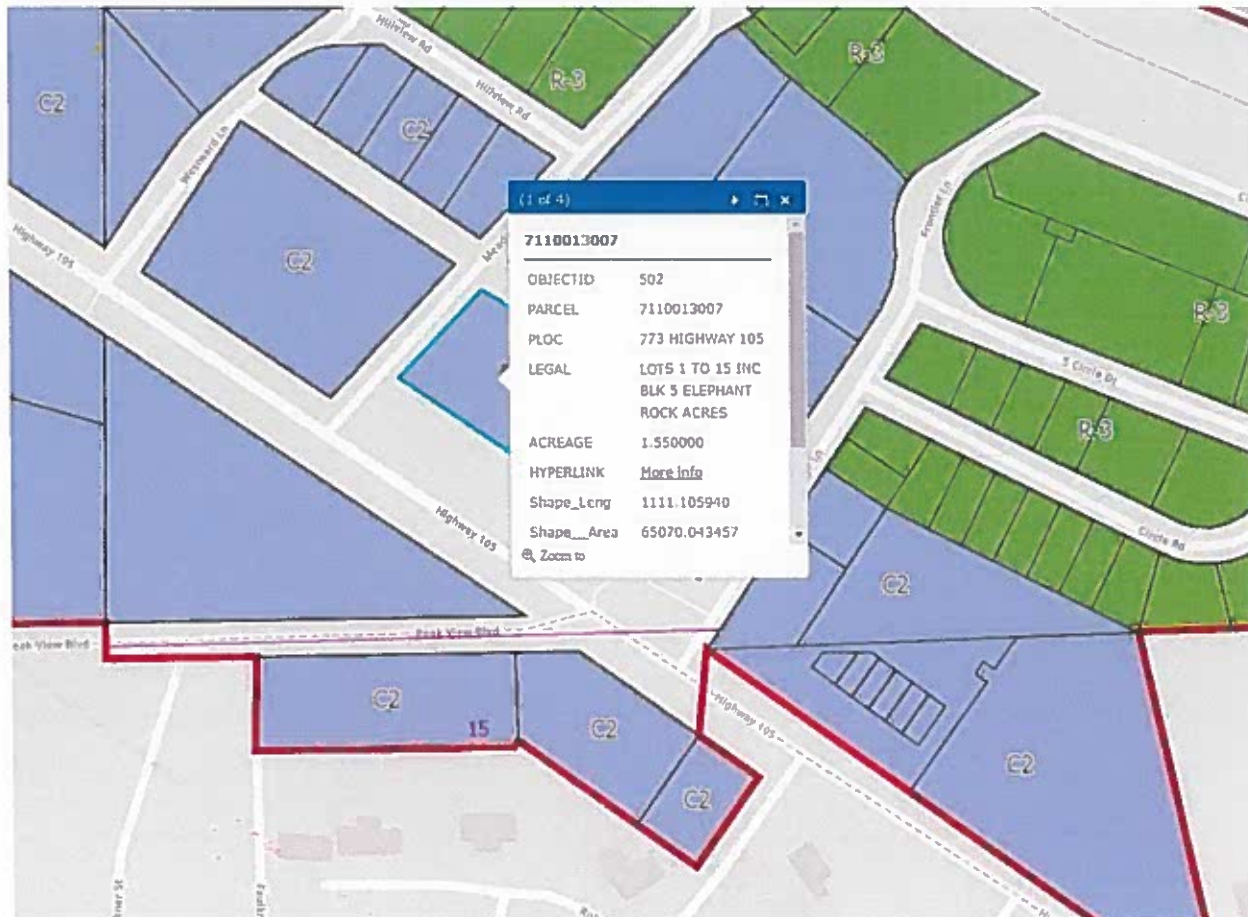 Hillview Rd
R-3
R-3
C2
Hillview Rd
C2
Westward Ln
(1 of 4)
7110013007
OBJECTID 502
PARCEL 7110013007
PLOC 773 HIGHWAY 105
LEGAL LOTS 1 TO 15 INC
BLK 5 ELEPHANT
ROCK ACRES
ACREAGE 1.550000
HYPERLINK More info
Shape_Leng 1111.105940
Shape__Area 65070.043457
Zoom to
Frontier Ln
Highway 105
C2
R-3
S Circle Dr
R-3
Highway 105
Circle Rd
C2
Peak View Blvd
eak View Blvd
C2
15
C2
Highway 105
C2
C2